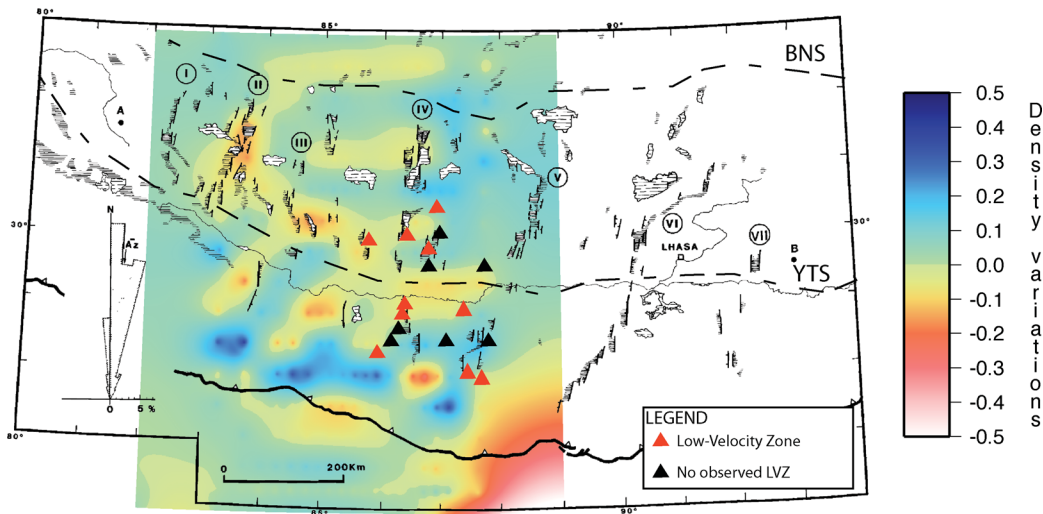 80°
85°
90°
BNS
I
II
A
III
IV
V
30°
N
Āz
VI
LHASA
VII
B
30°
YTS
0 5 %
80°
0 200Km
85°
90°
LEGEND
Low-Velocity Zone
No observed LVZ
0.5
0.4
0.3
0.2
0.1
0.0
-0.1
-0.2
-0.3
-0.4
-0.5
Density variations